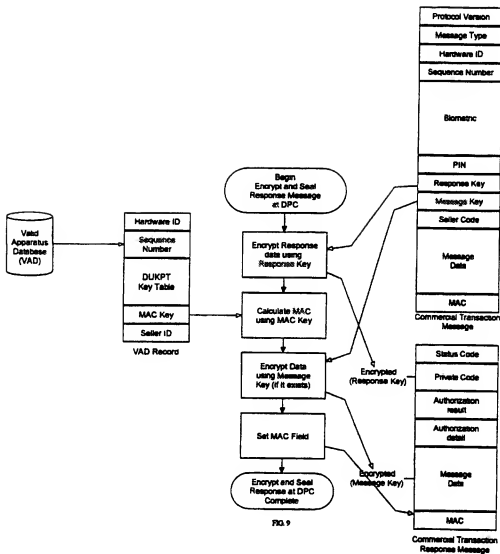 Protocol Version
Message Type
Hardware ID
Sequence Number
Biometric
PIN
Response Key
Message Key
Seller Code
Message
Data
MAC
Commercial Transaction
Message
Begin
Encrypt and Seal
Response Message
at DPC
Valid
Apparatus
Database
(VAD)
Hardware ID
Sequence
Number
DUKPT
Key Table
MAC Key
Seller ID
VAD Record
Encrypt Response
data using
Response Key
Calculate MAC
using MAC Key
Encrypt Data
using Message
Key (if it exists)
Set MAC Field
Encrypt and Seal
Response at DPC
Complete
FIG. 9
Encrypted
(Response Key)
Encrypted
(Message Key)
Status Code
Private Code
Authorization
result
Authorization
detail
Message
Data
MAC
Commercial Transaction
Response Message